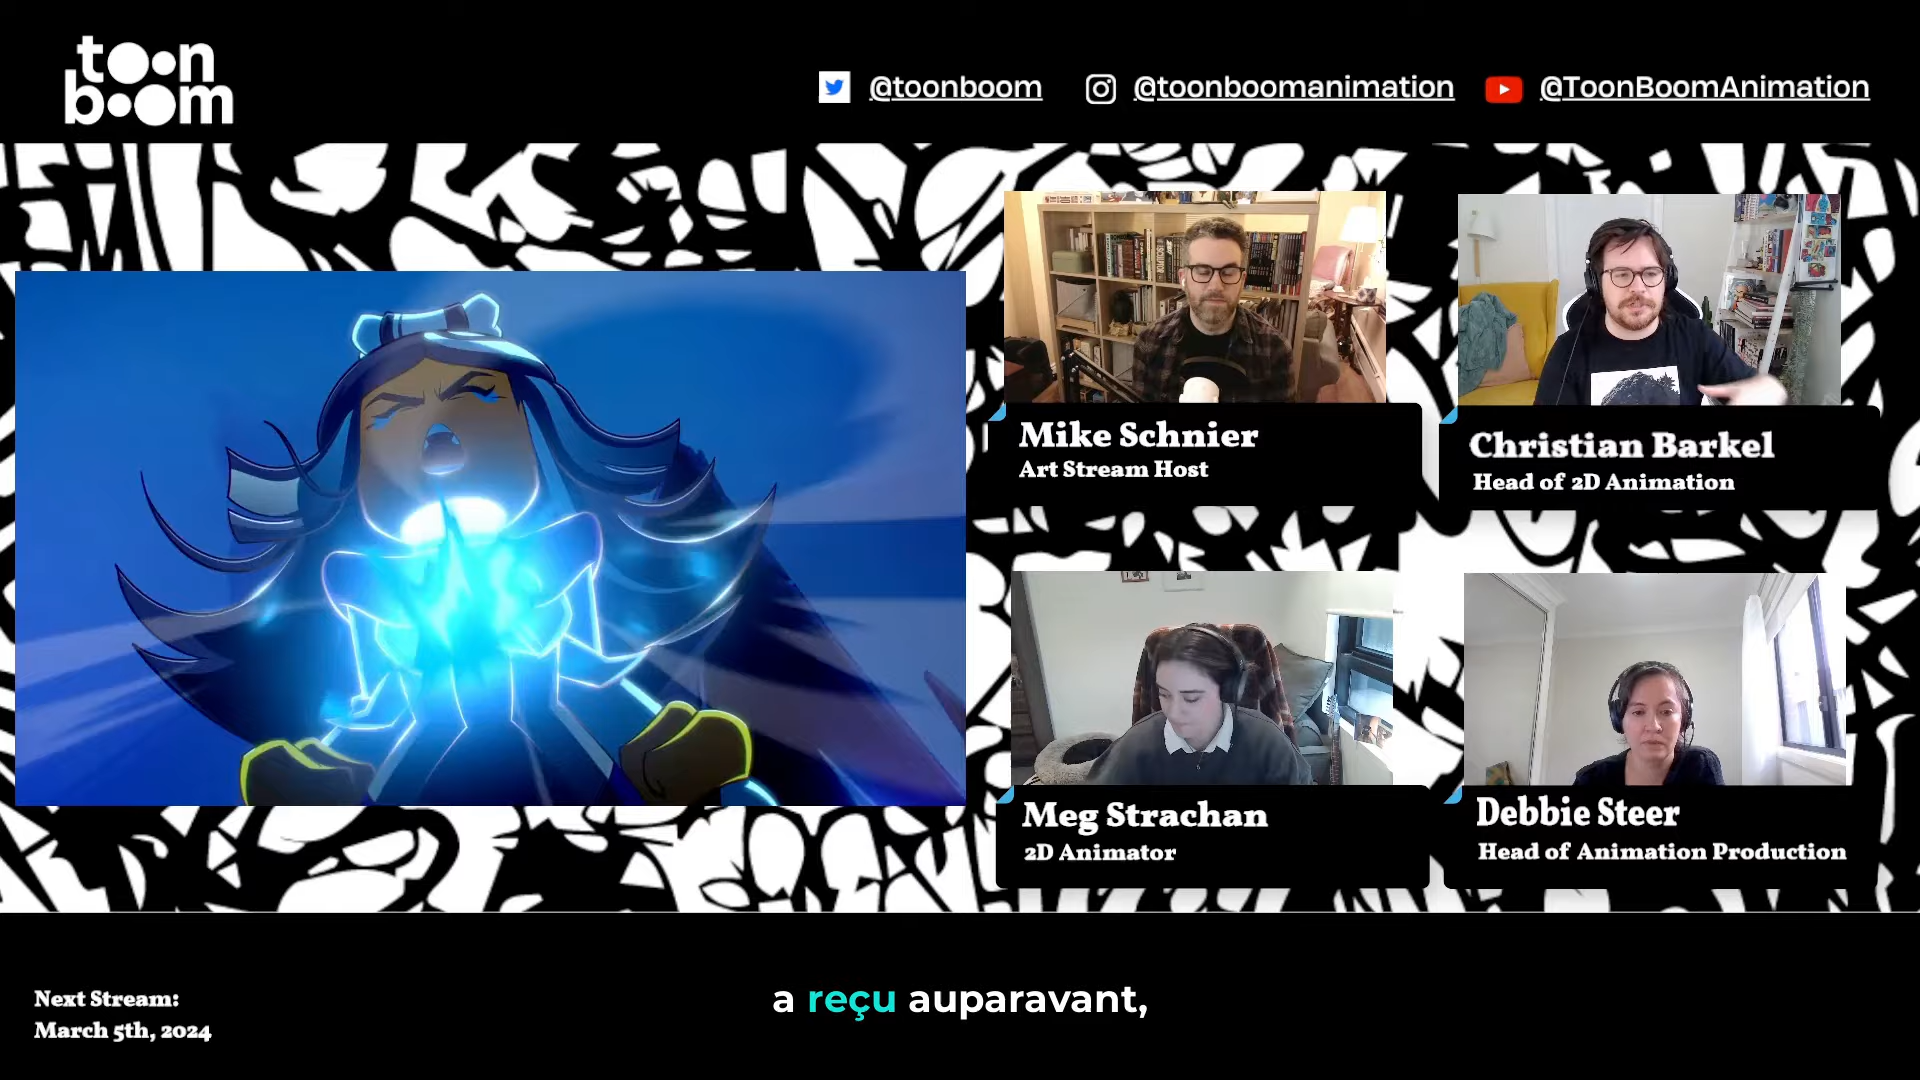 toon
boom
@toonboom
@toonboomanimation
@ToonBoomAnimation
Mike Schnier
Art Stream Host
Christian Barkel
Head of 2D Animation
Meg Strachan
2D Animator
Debbie Steer
Head of Animation Production
Next Stream:
March 5th, 2024
a reçu auparavant,